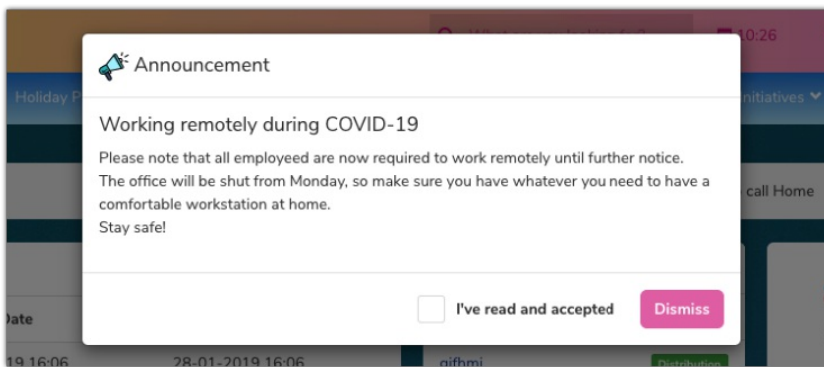 10:26
Announcement
Holiday P
nitiatives
Working remotely during COVID-19
Please note that all employeed are now required to work remotely until further notice.
The office will be shut from Monday, so make sure you have whatever you need to have a
call Home
comfortable workstation at home.
Stay safe!
I've read and accepted
Dismiss
Date
19 16:06
28-01-2019 16:06
gifhmi
Distribution